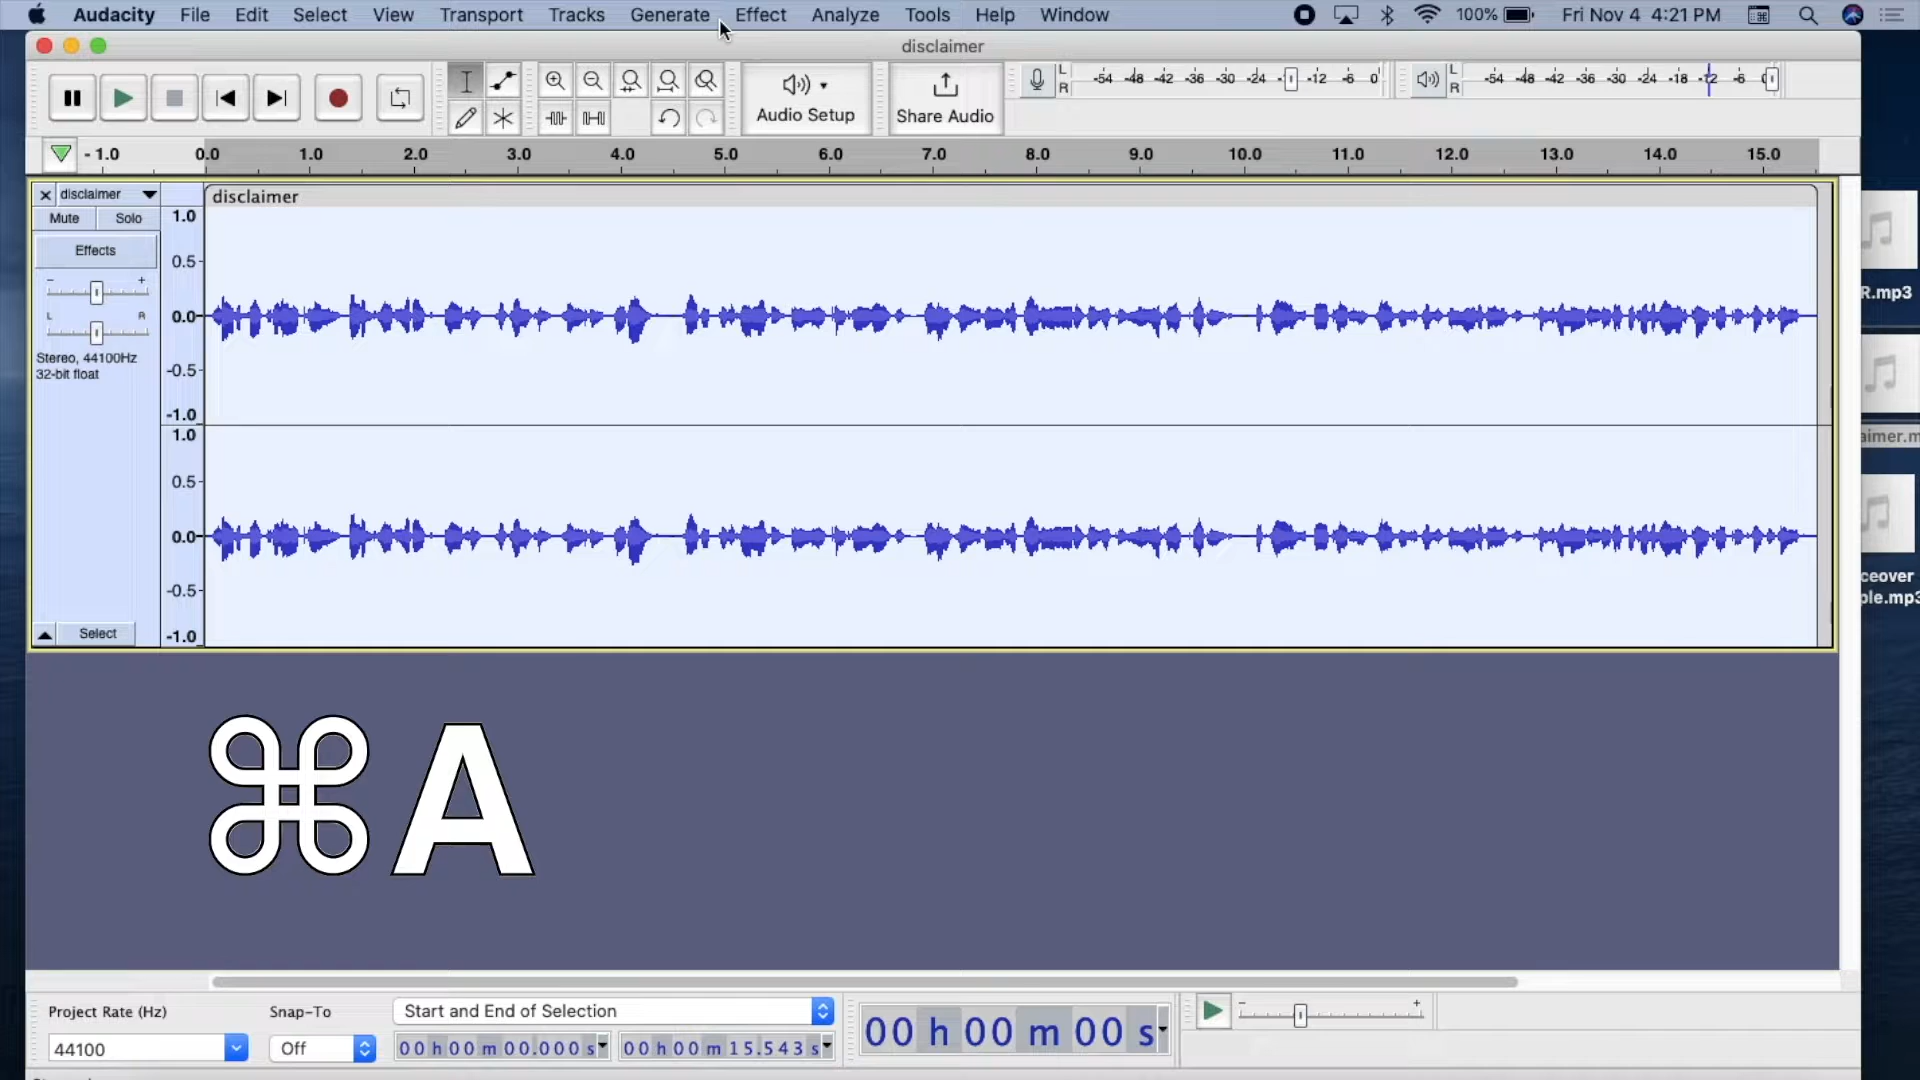 Audacity File Edit Select View Transport Tracks Generate Effect Analyze Tools Help Window 100% Fri Nov 4 4:21 PM
disclaimer
Audio Setup
Share Audio
L R -54 -48 -42 -36 -30 -24 -12 -6 0
L R -54 -48 -42 -36 -30 -24 -18 -12 -6
-1.0 0.0 1.0 2.0 3.0 4.0 5.0 6.0 7.0 8.0 9.0 10.0 11.0 12.0 13.0 14.0 15.0
disclaimer
disclaimer
Mute Solo
Effects
- +
L R
Stereo, 44100Hz
32-bit float
Select
1.0
0.5
0.0
-0.5
-1.0
1.0
0.5
0.0
-0.5
-1.0
R.mp3
aimer.m
ceover
ple.mp3
⌘A
Project Rate (Hz) Snap-To Start and End of Selection
44100 Off 00 h 00 m 00.000 s 00 h 00 m 15.543 s
00 h 00 m 00 s
- +